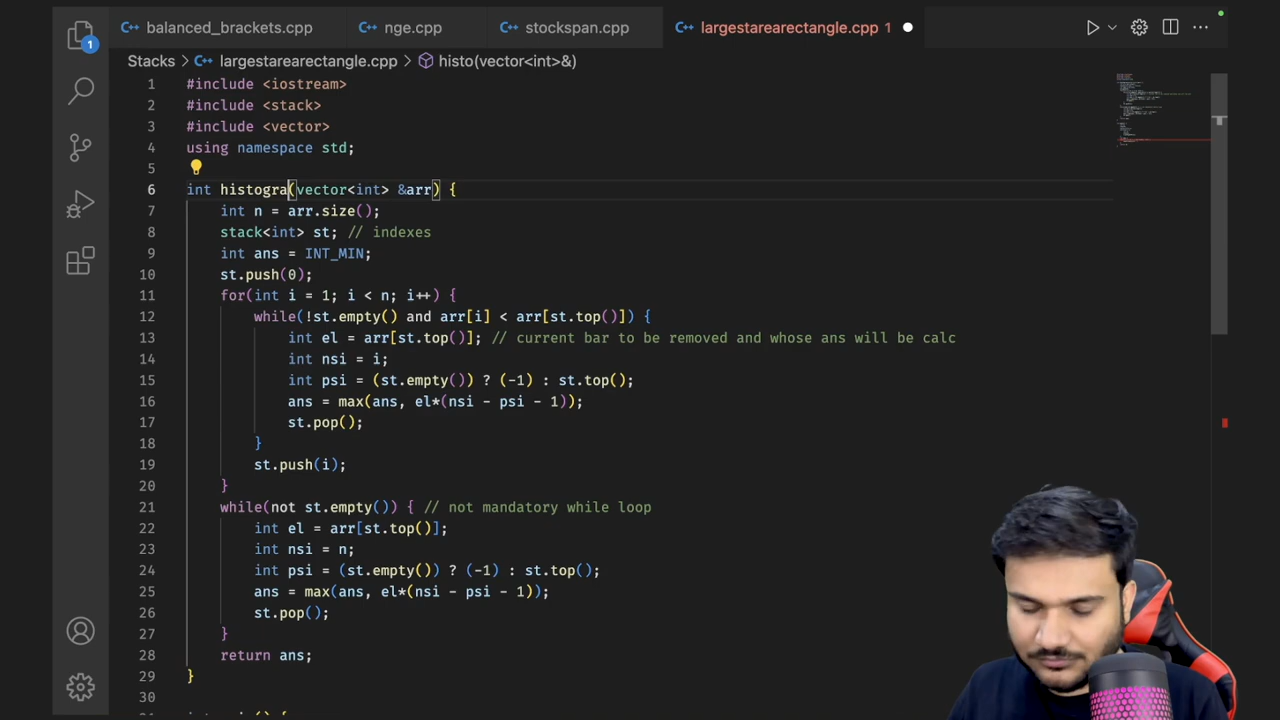 balanced_brackets.cpp nge.cpp stockspan.cpp largestarearectangle.cpp 1
1
Stacks > largestarearectangle.cpp > histo(vector<int>&)
1 #include <iostream>
2 #include <stack>
3 #include <vector>
4 using namespace std;
5
6 int histogra(vector<int> &arr) {
7 int n = arr.size();
8 stack<int> st; // indexes
9 int ans = INT_MIN;
10 st.push(0);
11 for(int i = 1; i < n; i++) {
12 while(!st.empty() and arr[i] < arr[st.top()]) {
13 int el = arr[st.top()]; // current bar to be removed and whose ans will be calc
14 int nsi = i;
15 int psi = (st.empty()) ? (-1) : st.top();
16 ans = max(ans, el*(nsi - psi - 1));
17 st.pop();
18 }
19 st.push(i);
20 }
21 while(not st.empty()) { // not mandatory while loop
22 int el = arr[st.top()];
23 int nsi = n;
24 int psi = (st.empty()) ? (-1) : st.top();
25 ans = max(ans, el*(nsi - psi - 1));
26 st.pop();
27 }
28 return ans;
29 }
30